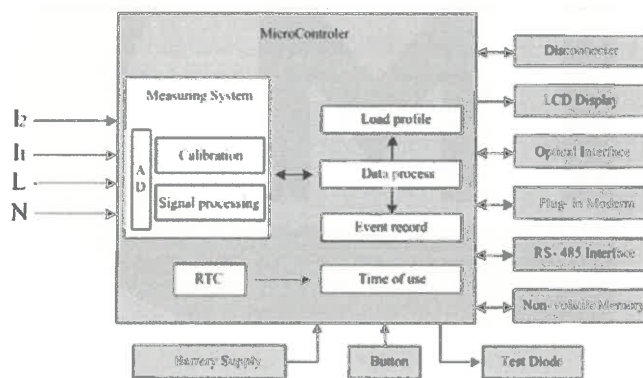 MicroControler
Measuring System
AD
Calibration
Signal processing
Load profile
Data process
Event record
RTC
Time of use
I2
I1
L
N
Disconnecter
LCD Display
Optical Interface
Plug-in Modem
RS-485 Interface
Non-volatile Memory
Battery Supply
Button
Test Diode